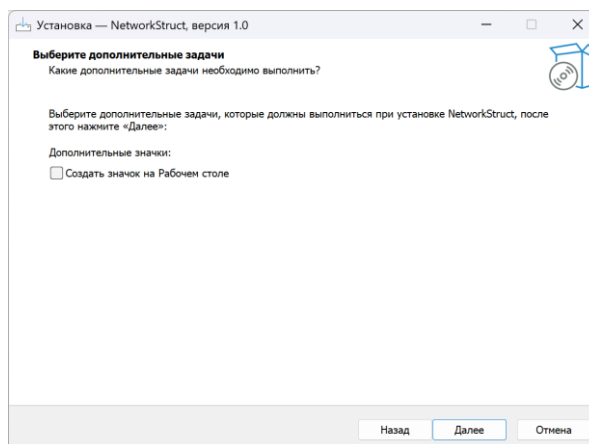 Установка — NetworkStruct, версия 1.0
Выберите дополнительные задачи
Какие дополнительные задачи необходимо выполнить?
Выберите дополнительные задачи, которые должны выполниться при установке NetworkStruct, после
этого нажмите «Далее»:
Дополнительные значки:
Создать значок на Рабочем столе
Назад Далее Отмена